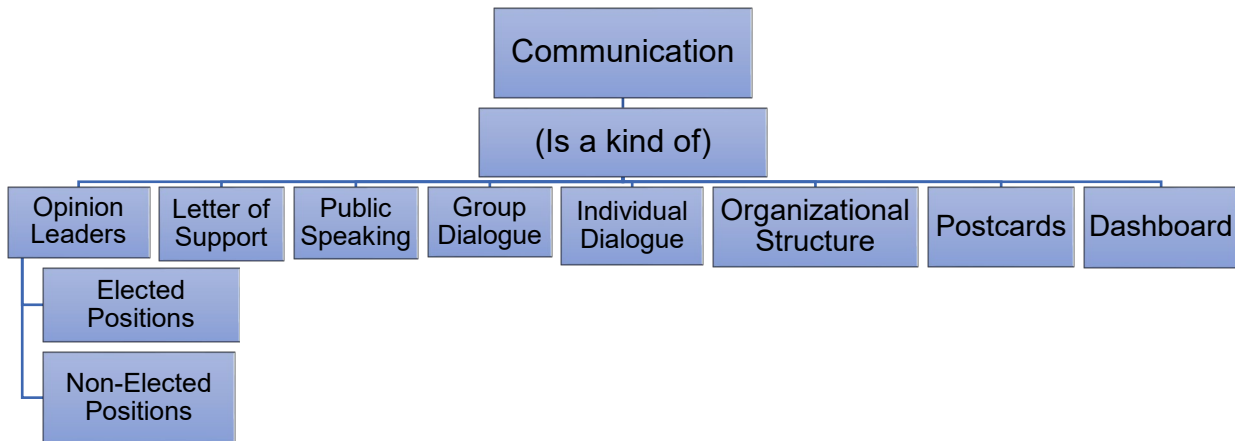 Communication
(Is a kind of)
Opinion
Leaders
Letter of
Support
Public
Speaking
Group
Dialogue
Individual
Dialogue
Organizational
Structure
Postcards
Dashboard
Elected
Positions
Non-Elected
Positions